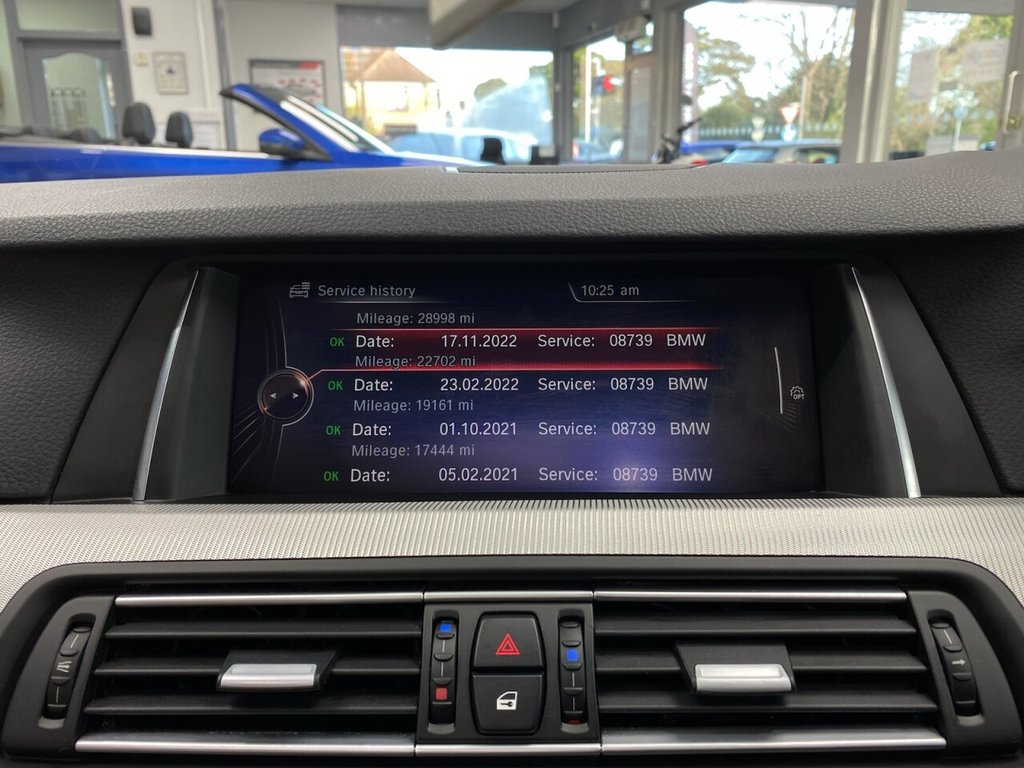 Service history 10:25 am
Mileage: 28998 mi
OK Date: 17.11.2022 Service: 08739 BMW
Mileage: 22702 mi
OK Date: 23.02.2022 Service: 08739 BMW
Mileage: 19161 mi
OK Date: 01.10.2021 Service: 08739 BMW
Mileage: 17444 mi
OK Date: 05.02.2021 Service: 08739 BMW
OPT